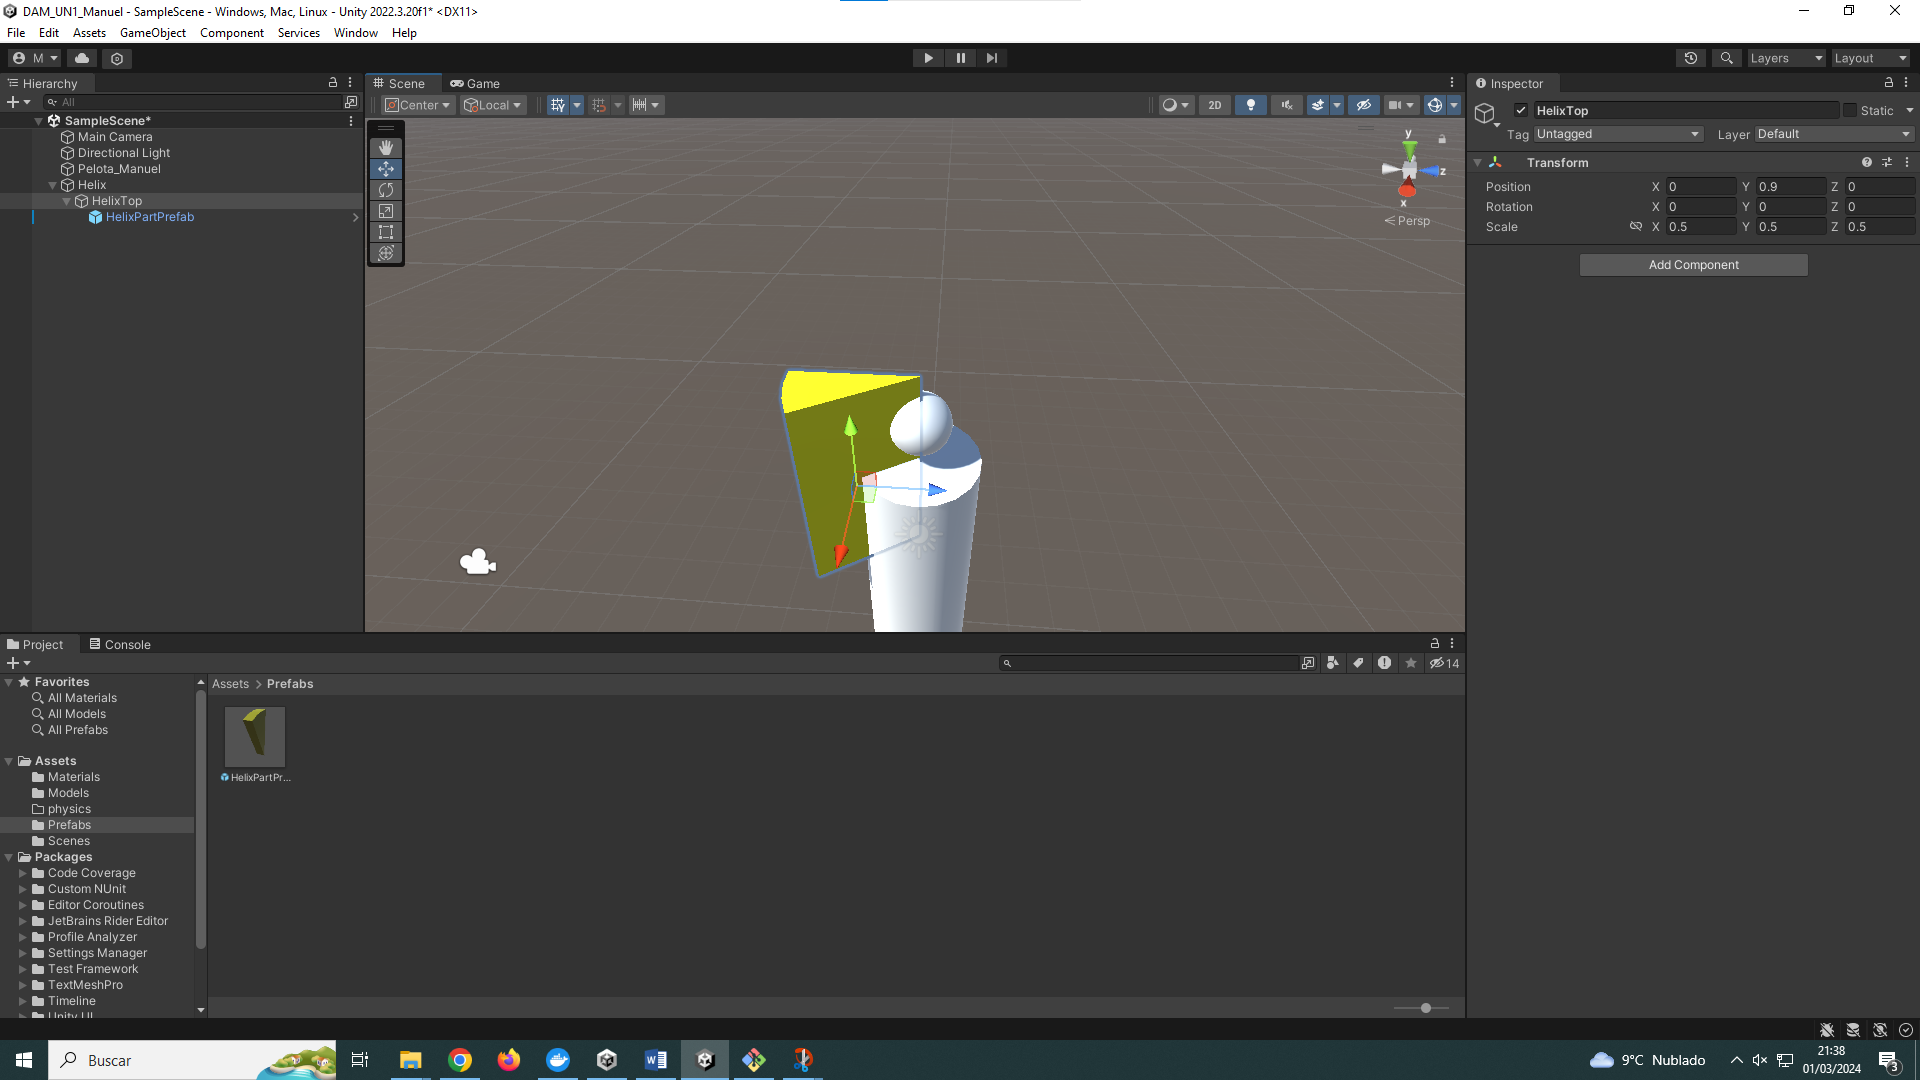 DAM_UN1_Manuel - SampleScene - Windows, Mac, Linux - Unity 2022.3.20f1* <DX11>
File Edit Assets GameObject Component Services Window Help
M
Layers Layout
Hierarchy
All
SampleScene*
Main Camera
Directional Light
Pelota_Manuel
Helix
HelixTop
HelixPartPrefab
Scene Game
Center Local 2D
y
z
x
Persp
Inspector
HelixTop Static
Tag Untagged Layer Default
Transform
Position X 0 Y 0.9 Z 0
Rotation X 0 Y 0 Z 0
Scale X 0.5 Y 0.5 Z 0.5
Add Component
Project Console
14
Favorites
All Materials
All Models
All Prefabs
Assets
Materials
Models
physics
Prefabs
Scenes
Packages
Code Coverage
Custom NUnit
Editor Coroutines
JetBrains Rider Editor
Profile Analyzer
Settings Manager
Test Framework
TextMeshPro
Timeline
Unity UI
Assets > Prefabs
HelixPartPr...
Buscar
9°C Nublado
21:38
01/03/2024
3